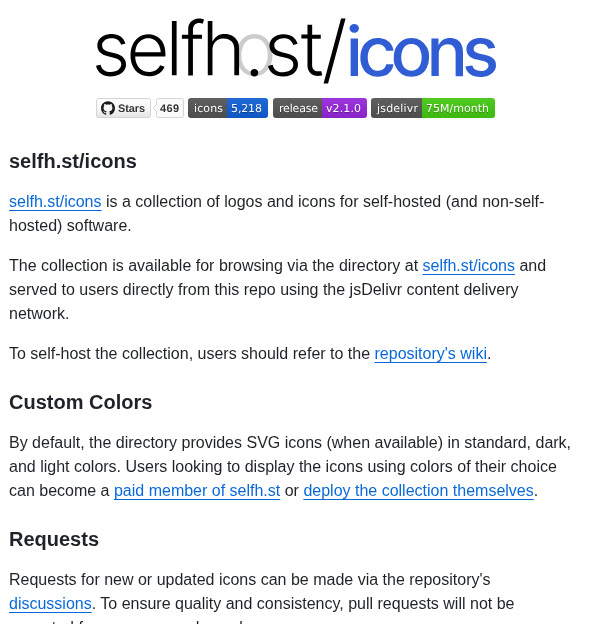 selfh.st/icons
Stars 469 icons 5,218 release v2.1.0 jsdelivr 75M/month
selfh.st/icons
selfh.st/icons is a collection of logos and icons for self-hosted (and non-self-
hosted) software.
The collection is available for browsing via the directory at selfh.st/icons and
served to users directly from this repo using the jsDelivr content delivery
network.
To self-host the collection, users should refer to the repository's wiki.
Custom Colors
By default, the directory provides SVG icons (when available) in standard, dark,
and light colors. Users looking to display the icons using colors of their choice
can become a paid member of selfh.st or deploy the collection themselves.
Requests
Requests for new or updated icons can be made via the repository's
discussions. To ensure quality and consistency, pull requests will not be